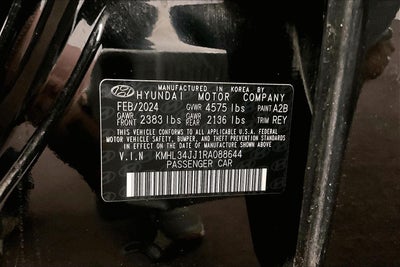 MANUFACTURED IN KOREA BY
HYUNDAI MOTOR COMPANY
FEB/2024 GVWR 4575 lbs PAINT A2B
GAWR FRONT 2383 lbs GAWR REAR 2136 lbs TRIM REY
THIS VEHICLE CONFORMS TO ALL APPLICABLE U.S.A. FEDERAL
MOTOR VEHICLE SAFETY, BUMPER, AND THEFT PREVENTION STANDARDS
IN EFFECT ON THE DATE OF MANUFACTURE SHOWN ABOVE.
V.I.N KMHL34JJ1RA088644
PASSENGER CAR